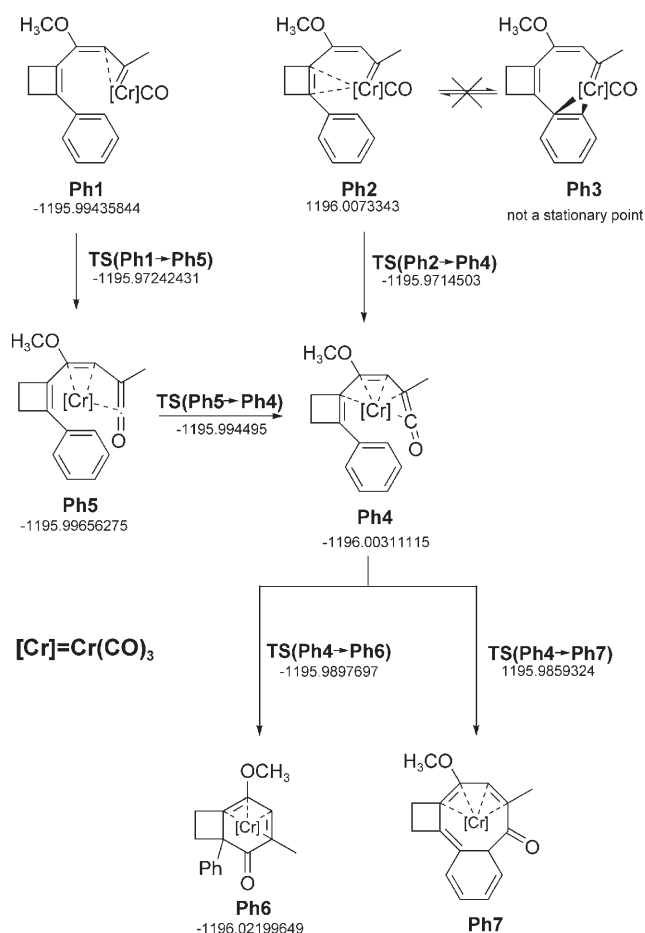 H₃CO
H₃CO
H₃CO
[Cr]CO
[Cr]CO
[Cr]CO
Ph1
-1195.99435844
Ph2
1196.0073343
Ph3
not a stationary point
TS(Ph1→Ph5)
-1195.97242431
TS(Ph2→Ph4)
-1195.9714503
H₃CO
[Cr]
O
Ph5
-1195.99656275
TS(Ph5→Ph4)
-1195.994495
H₃CO
[Cr]
C
O
Ph4
-1196.00311115
[Cr]=Cr(CO)₃
TS(Ph4→Ph6)
-1195.9897697
TS(Ph4→Ph7)
1195.9859324
OCH₃
[Cr]
Ph
O
Ph6
-1196.02199649
H₃CO
[Cr]
O
Ph7